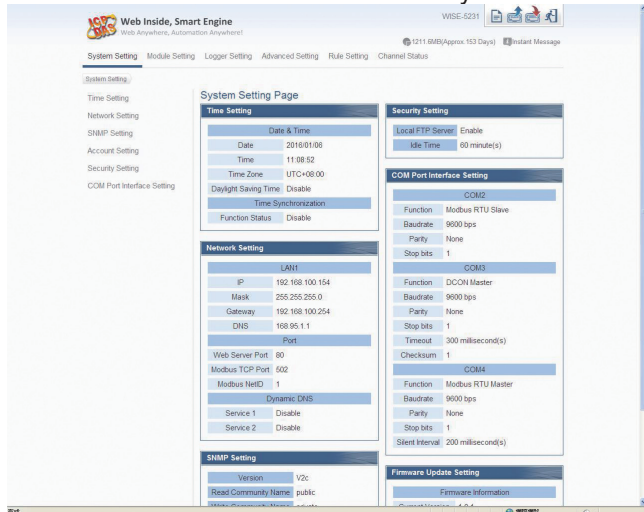 ICP DAS
Web Inside, Smart Engine
Web Anywhere, Automation Anywhere!
WISE-5231
1211.6MB(Approx.153 Days) Instant Message
System Setting Module Setting Logger Setting Advanced Setting Rule Setting Channel Status
System Setting
Time Setting
Network Setting
SNMP Setting
Account Setting
Security Setting
COM Port Interface Setting
System Setting Page
Time Setting
Date & Time
Date 2016/01/06
Time 11:08:52
Time Zone UTC+08:00
Daylight Saving Time Disable
Time Synchronization
Function Status Disable
Network Setting
LAN1
IP 192.168.100.154
Mask 255.255.255.0
Gateway 192.168.100.254
DNS 168.95.1.1
Port
Web Server Port 80
Modbus TCP Port 502
Modbus NetID 1
Dynamic DNS
Service 1 Disable
Service 2 Disable
SNMP Setting
Version V2c
Read Community Name public
Write Community Name private
Security Setting
Local FTP Server Enable
Idle Time 60 minute(s)
COM Port Interface Setting
COM2
Function Modbus RTU Slave
Baudrate 9600 bps
Parity None
Stop bits 1
COM3
Function DCON Master
Baudrate 9600 bps
Parity None
Stop bits 1
Timeout 300 millisecond(s)
Checksum 1
COM4
Function Modbus RTU Master
Baudrate 9600 bps
Parity None
Stop bits 1
Silent Interval 200 millisecond(s)
Firmware Update Setting
Firmware Information
Current Version